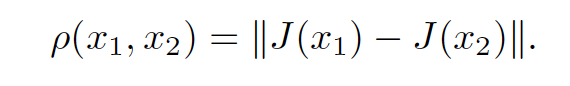 ρ(x₁, x₂) = ‖J(x₁) − J(x₂)‖.